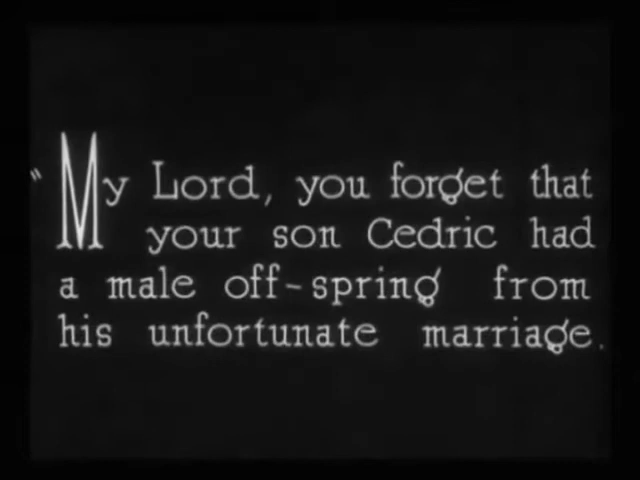 "My Lord, you forget that
your son Cedric had
a male off-spring from
his unfortunate marriage.